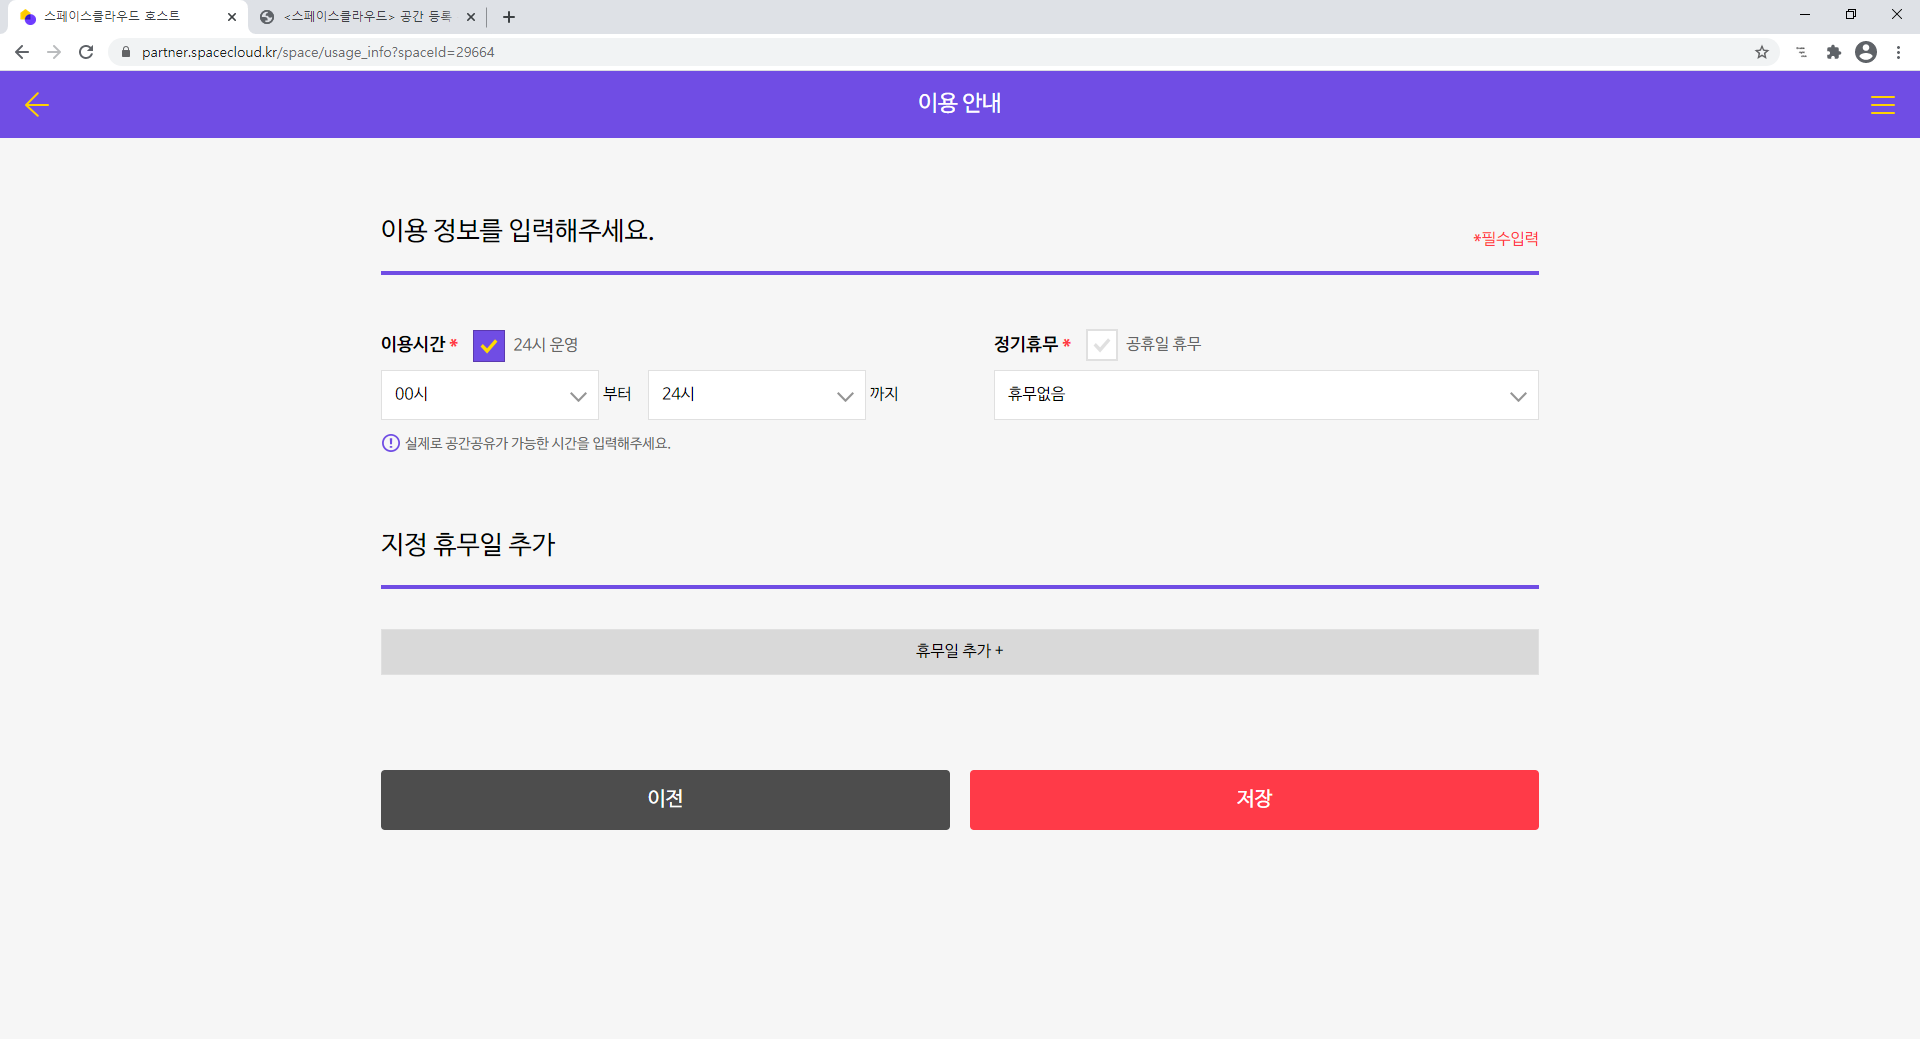 스페이스클라우드 호스트
<스페이스클라우드> 공간 등록
partner.spacecloud.kr/space/usage_info?spaceId=29664
이용 안내
이용 정보를 입력해주세요.
*필수입력
이용시간 * 24시 운영
정기휴무 * 공휴일 휴무
00시 부터 24시 까지
휴무없음
실제로 공간공유가 가능한 시간을 입력해주세요.
지정 휴무일 추가
휴무일 추가 +
이전
저장